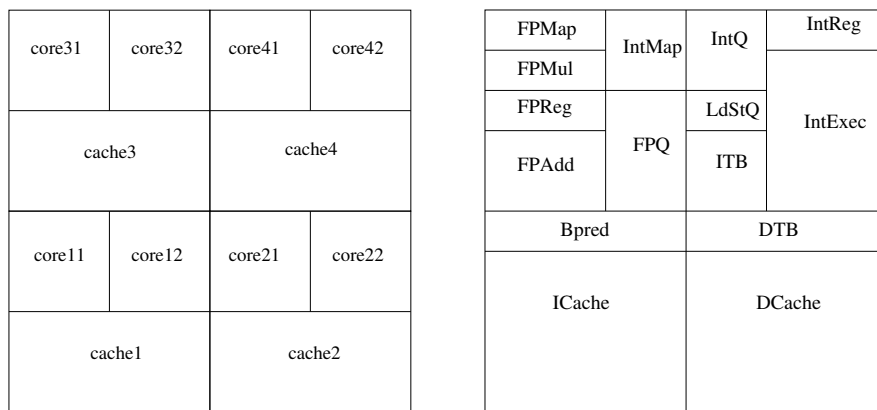 core31 core32 core41 core42
cache3 cache4
core11 core12 core21 core22
cache1 cache2
FPMap IntMap IntQ IntReg
FPMul
FPReg LdStQ IntExec
FPAdd FPQ ITB
Bpred DTB
ICache DCache